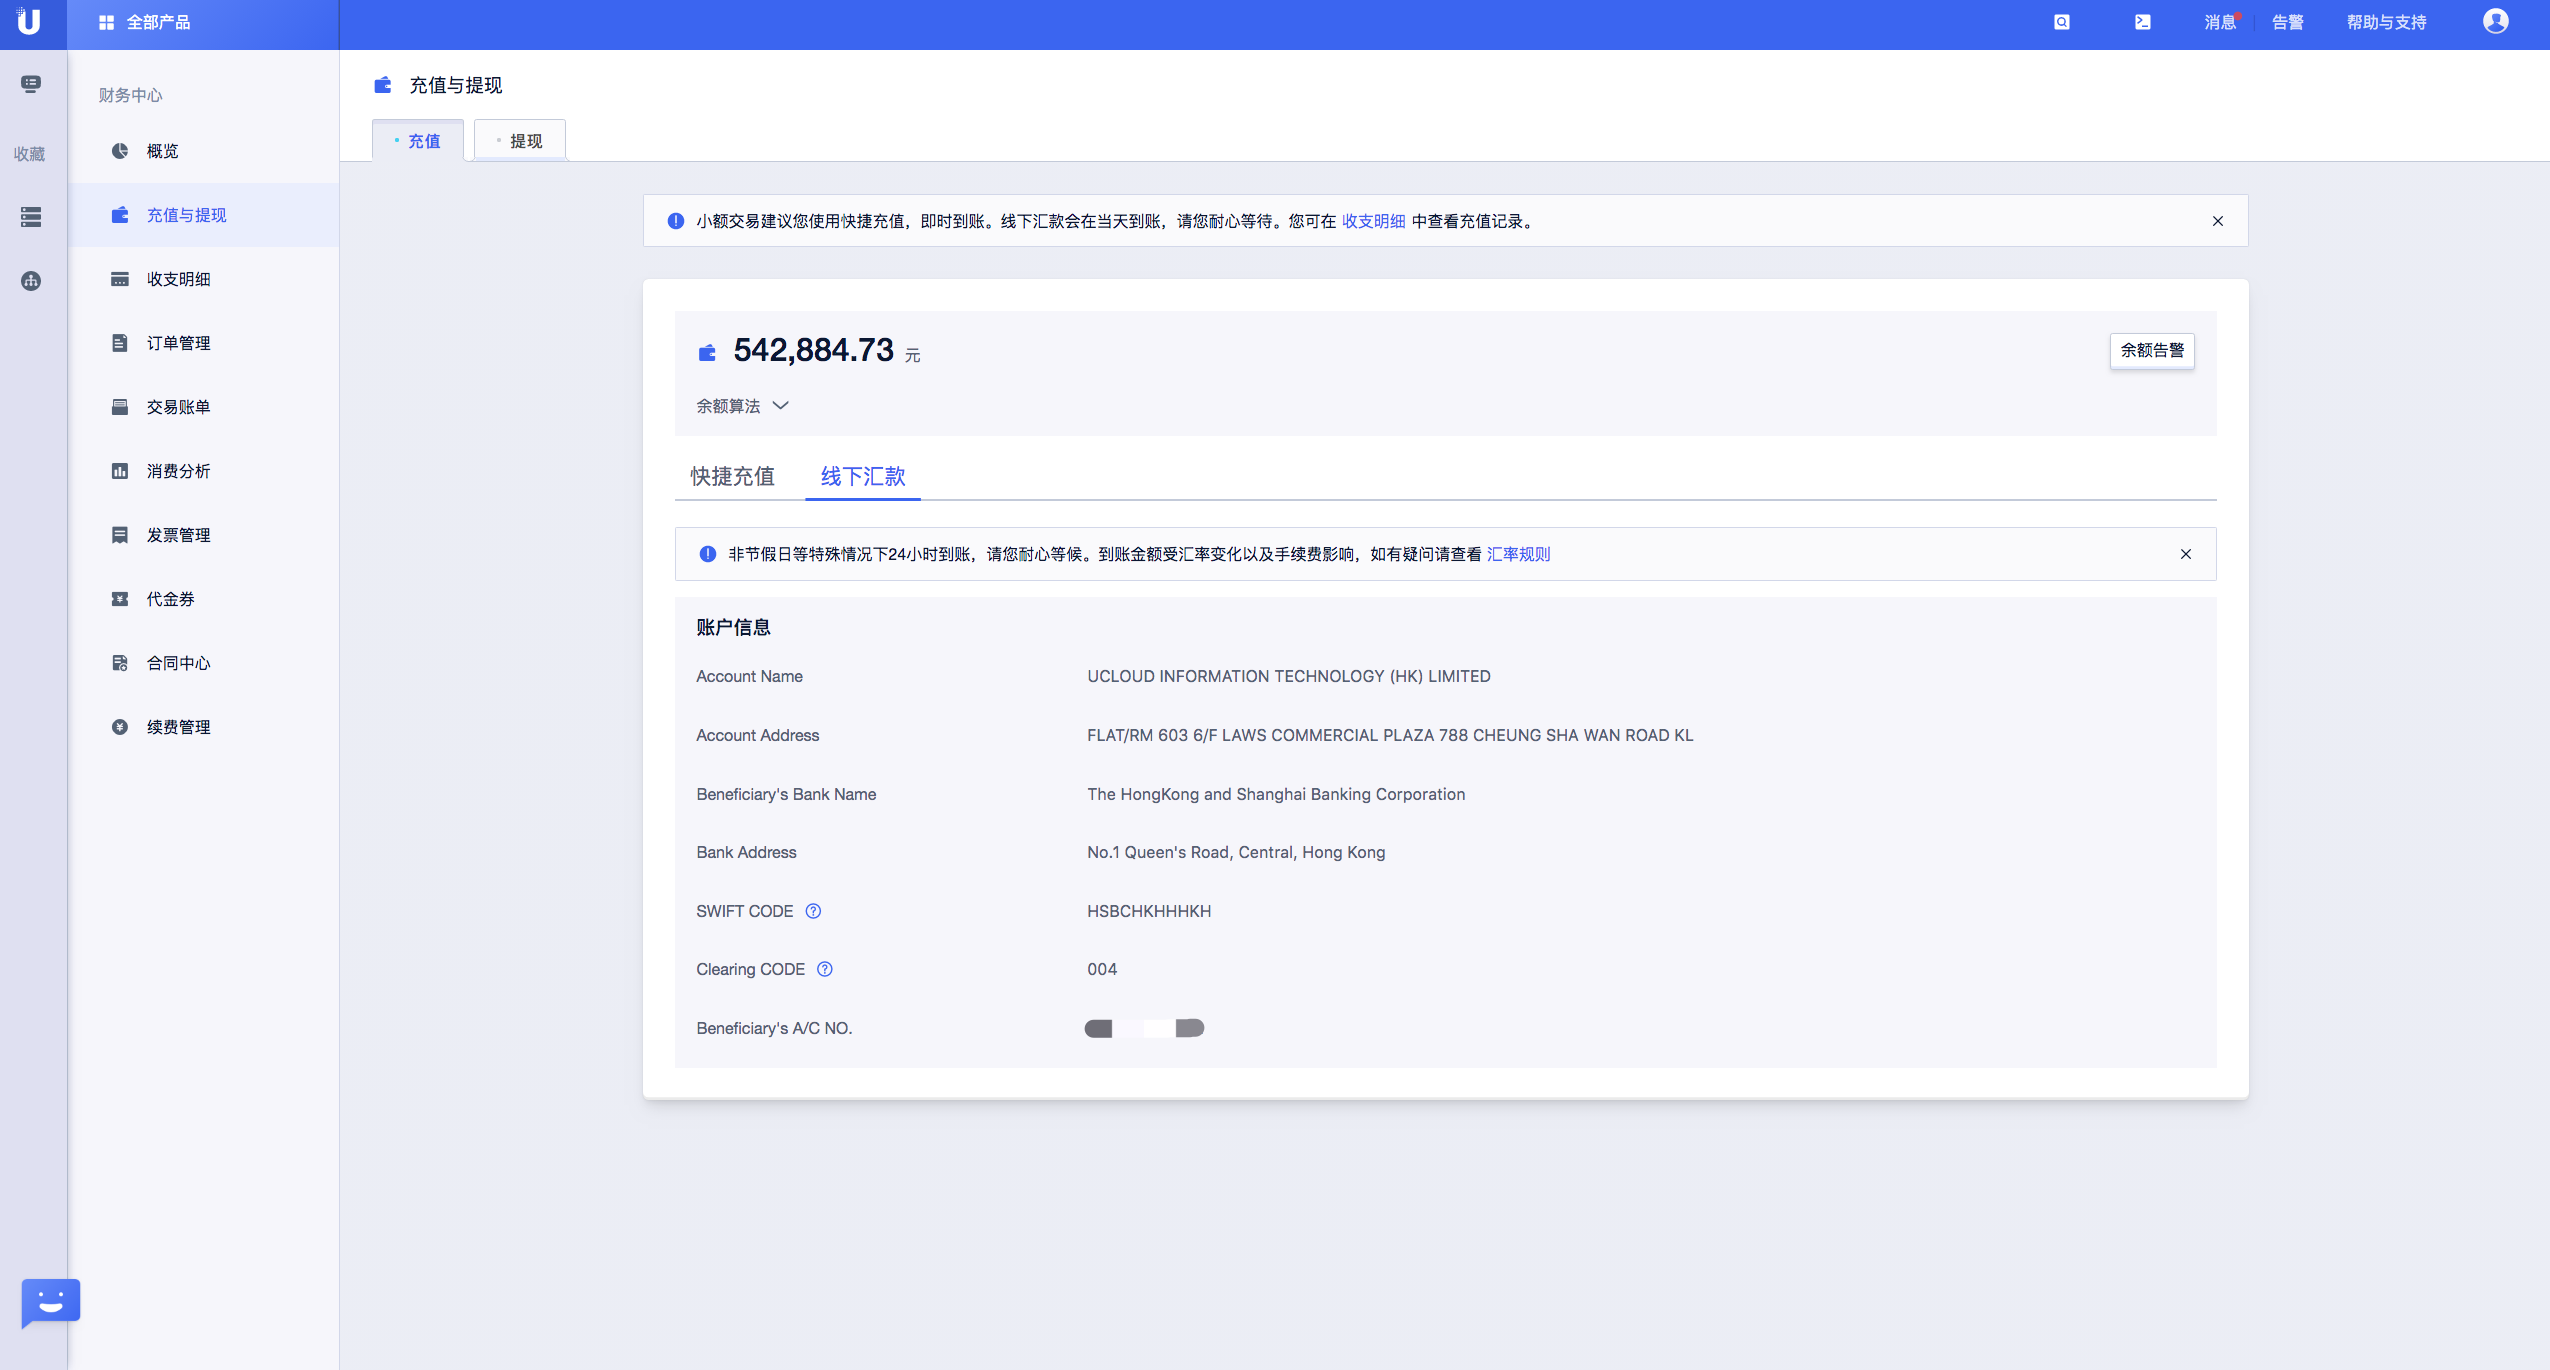 全部产品
消息
告警
帮助与支持
收藏
财务中心
概览
充值与提现
收支明细
订单管理
交易账单
消费分析
发票管理
代金券
合同中心
续费管理
充值与提现
充值
提现
小额交易建议您使用快捷充值，即时到账。线下汇款会在当天到账，请您耐心等待。您可在 收支明细 中查看充值记录。
542,884.73 元
余额告警
余额算法
快捷充值
线下汇款
非节假日等特殊情况下24小时到账，请您耐心等候。到账金额受汇率变化以及手续费影响，如有疑问请查看 汇率规则
账户信息
Account Name
UCLOUD INFORMATION TECHNOLOGY (HK) LIMITED
Account Address
FLAT/RM 603 6/F LAWS COMMERCIAL PLAZA 788 CHEUNG SHA WAN ROAD KL
Beneficiary's Bank Name
The HongKong and Shanghai Banking Corporation
Bank Address
No.1 Queen's Road, Central, Hong Kong
SWIFT CODE
HSBCHKHHHKH
Clearing CODE
004
Beneficiary's A/C NO.